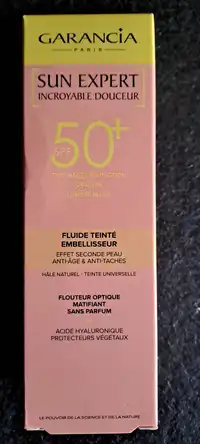 GARANCIA
PARIS
SUN EXPERT
INCROYABLE DOUCEUR
SPF 50+
FLUIDE TEINTÉ
EMBELLISSEUR
EFFET SECONDE PEAU
ANTI-ÂGE & ANTI-TACHES
HÂLE NATUREL - TEINTE UNIVERSELLE
FLOUTEUR OPTIQUE
MATIFIANT
SANS PARFUM
ACIDE HYALURONIQUE
PROTECTEURS VÉGÉTAUX
LE POUVOIR DE LA SCIENCE ET DE LA NATURE